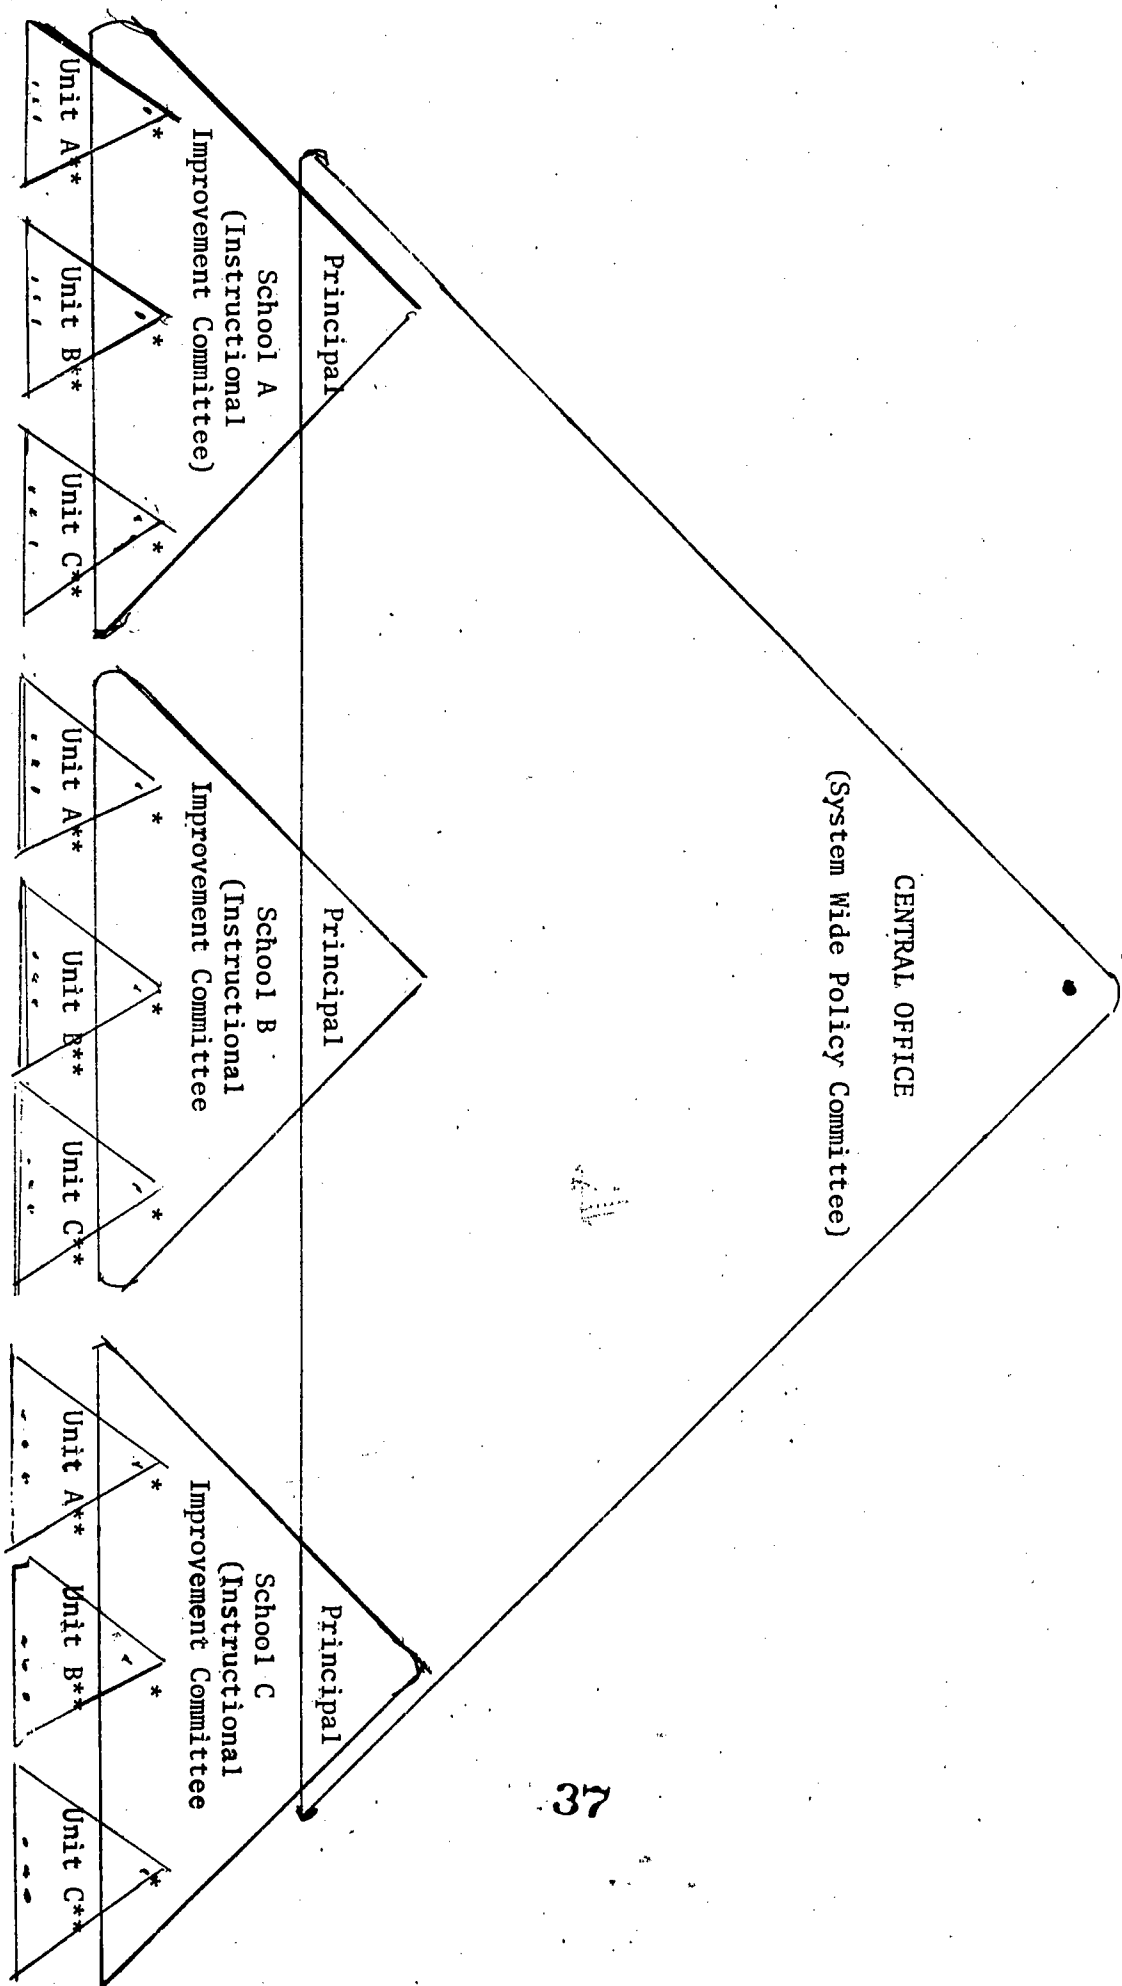 CENTRAL OFFICE
(System Wide Policy Committee)
Principal
Principal
Principal
School A
(Instructional
Improvement Committee)
School B
(Instructional
Improvement Committee
School C
(Instructional
Improvement Committee
*
*
*
*
*
*
*
*
*
Unit A**
Unit B**
Unit C**
Unit A**
Unit B**
Unit C**
Unit A**
Unit B**
Unit C**
37